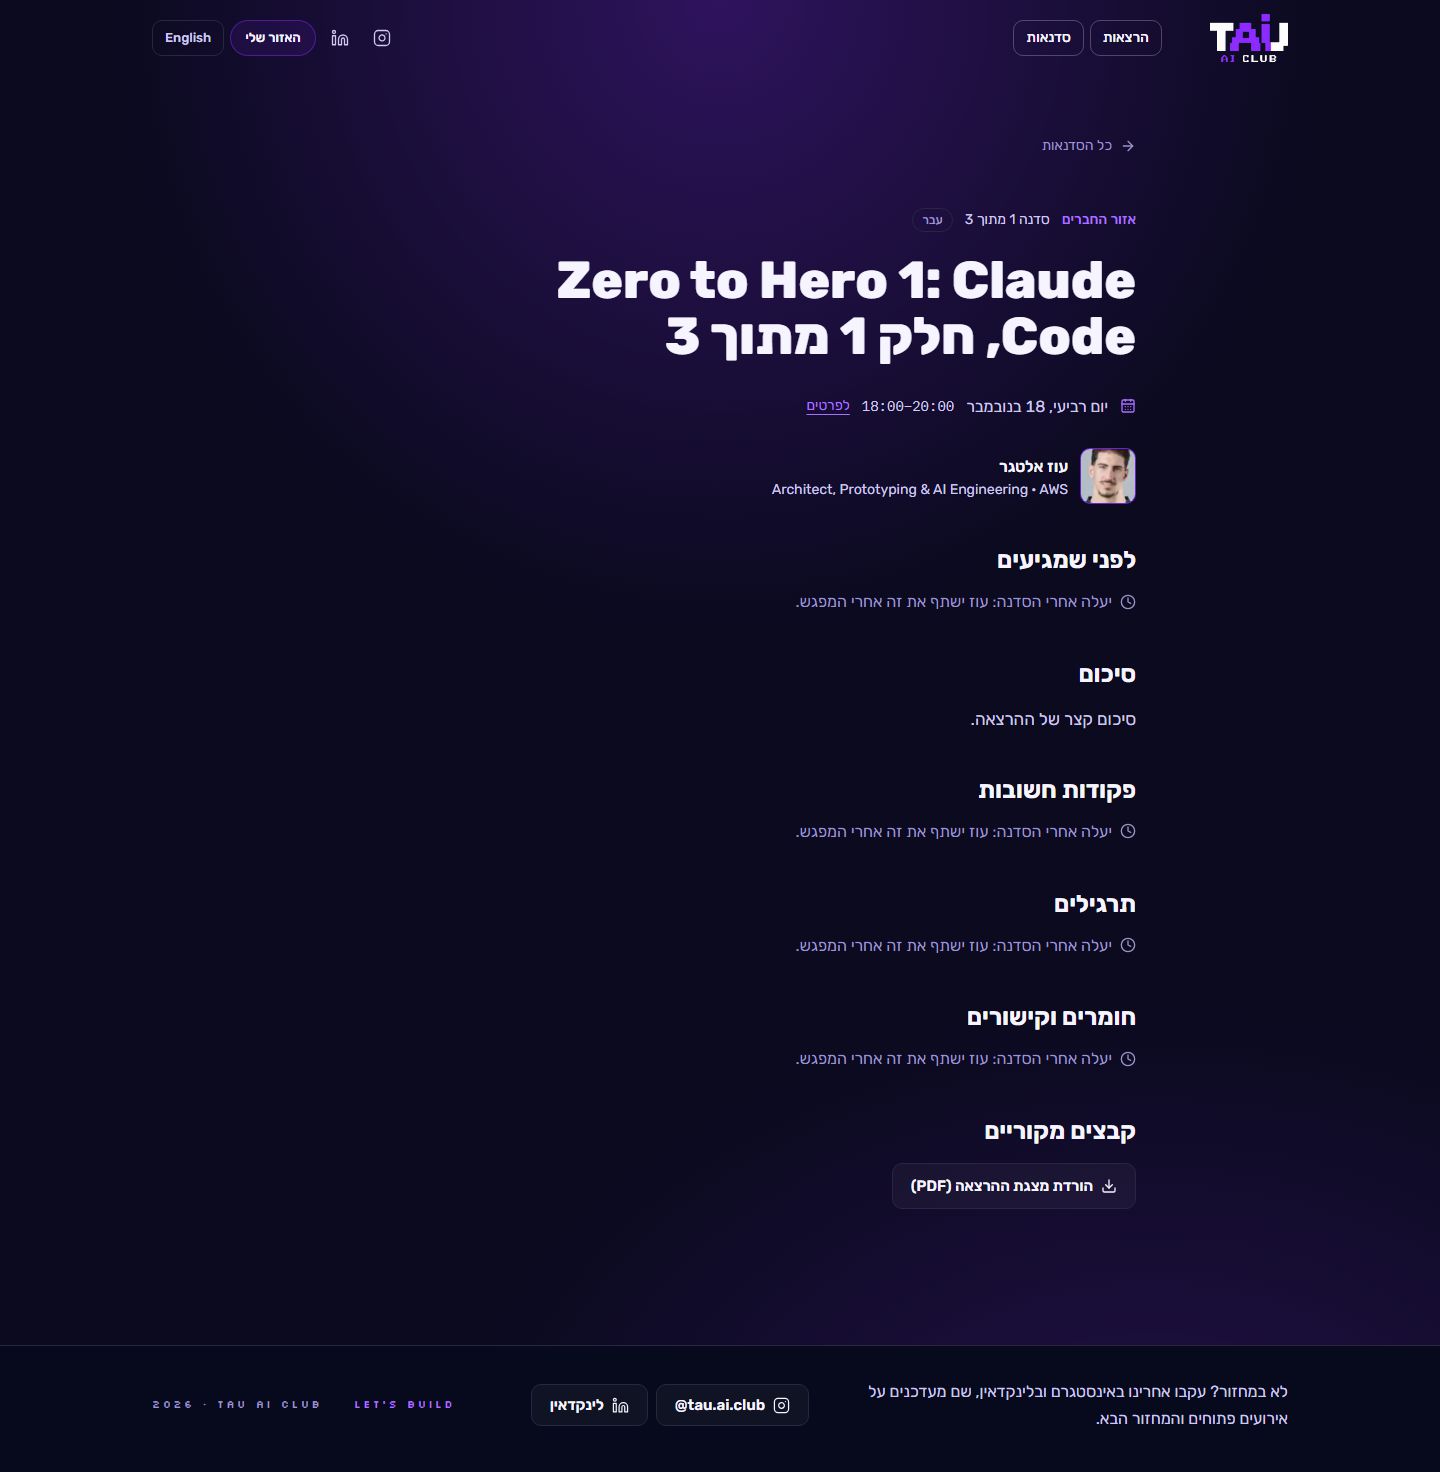 TAU
AI CLUB
הרצאות
סדנאות
האזור שלי
English
כל הסדנאות
אזור החברים סדנה 1 מתוך 3 עבר
Zero to Hero 1: Claude
Code, חלק 1 מתוך 3
יום רביעי, 18 בנובמבר 18:00–20:00 לפרטים
עוז אלטגר
Architect, Prototyping & AI Engineering • AWS
לפני שמגיעים
יעלה אחרי הסדנה: עוז ישתף את זה אחרי המפגש.
סיכום
סיכום קצר של ההרצאה.
פקודות חשובות
יעלה אחרי הסדנה: עוז ישתף את זה אחרי המפגש.
תרגילים
יעלה אחרי הסדנה: עוז ישתף את זה אחרי המפגש.
חומרים וקישורים
יעלה אחרי הסדנה: עוז ישתף את זה אחרי המפגש.
קבצים מקוריים
הורדת מצגת ההרצאה (PDF)
לא במחזור? עקבו אחרינו באינסטגרם ובלינקדאין, שם מעדכנים על
אירועים פתוחים והמחזור הבא.
@tau.ai.club
לינקדאין
LET'S BUILD
2026 · TAU AI CLUB